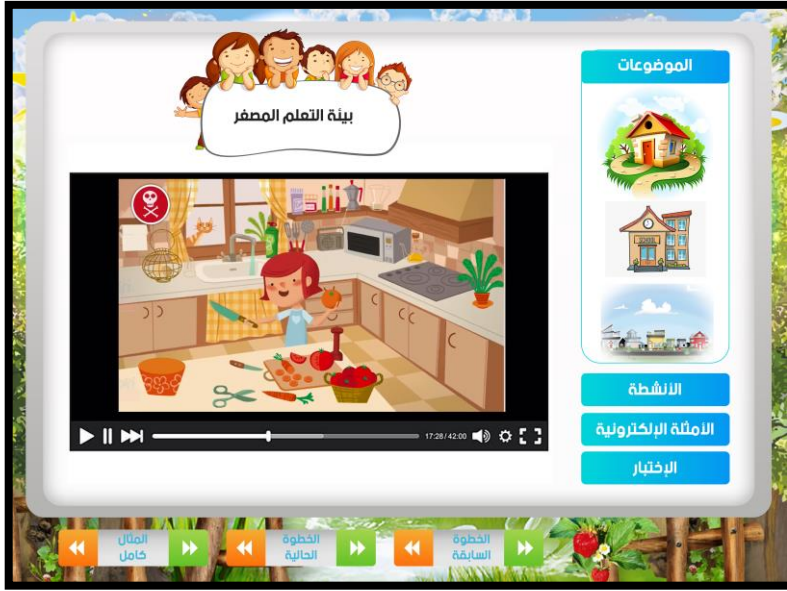 بيئة التعلم المصغر
الموضوعات
الأنشطة
الأمثلة الإلكترونية
الإختبار
17:28/42:00
الخطوة
السابقة
الخطوة
الحالية
المثال
كامل